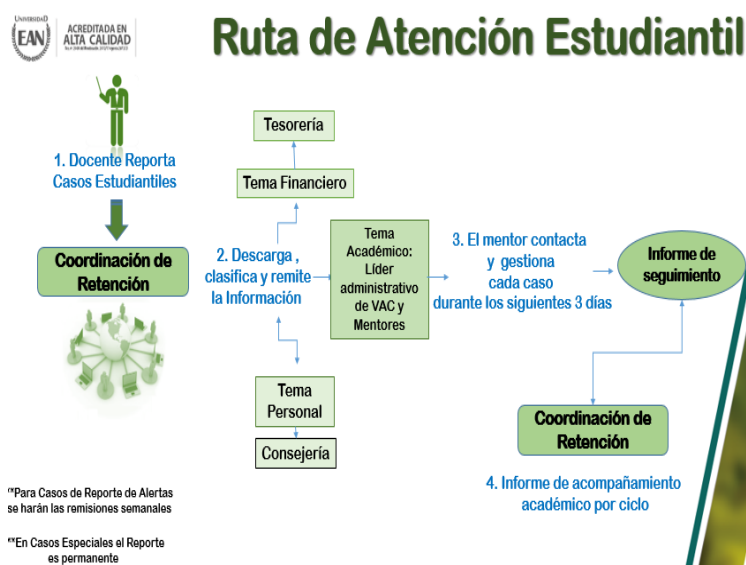 UNIVERSIDAD
EAN
ACREDITADA EN
ALTA CALIDAD
Ruta de Atención Estudiantil
1. Docente Reporta
Casos Estudiantiles
Coordinación de
Retención
Tesorería
Tema Financiero
2. Descarga ,
clasifica y remite
la Información
Tema
Académico:
Líder
administrativo
de VAC y
Mentores
3. El mentor contacta
y gestiona
cada caso
durante los siguientes 3 días
Informe de
seguimiento
Tema
Personal
Consejería
Coordinación de
Retención
4. Informe de acompañamiento
académico por ciclo
**Para Casos de Reporte de Alertas
se harán las remisiones semanales
**En Casos Especiales el Reporte
es permanente